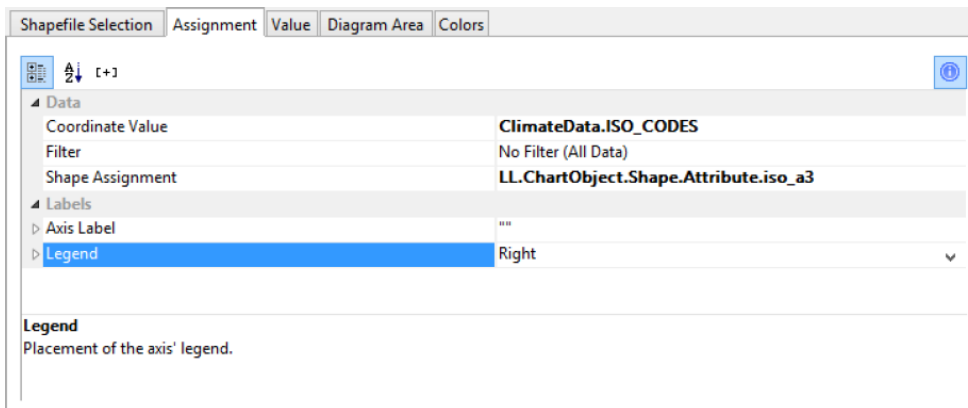 Shapefile Selection Assignment Value Diagram Area Colors
A Z [+]
Data
Coordinate Value ClimateData.ISO_CODES
Filter No Filter (All Data)
Shape Assignment LL.ChartObject.Shape.Attribute.iso_a3
Labels
Axis Label ""
Legend Right
Legend
Placement of the axis' legend.